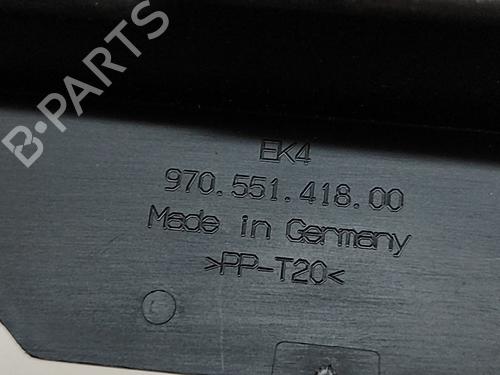 B-PARTS
EK4
970.551.418.00
Made in Germany
>PP-T20<